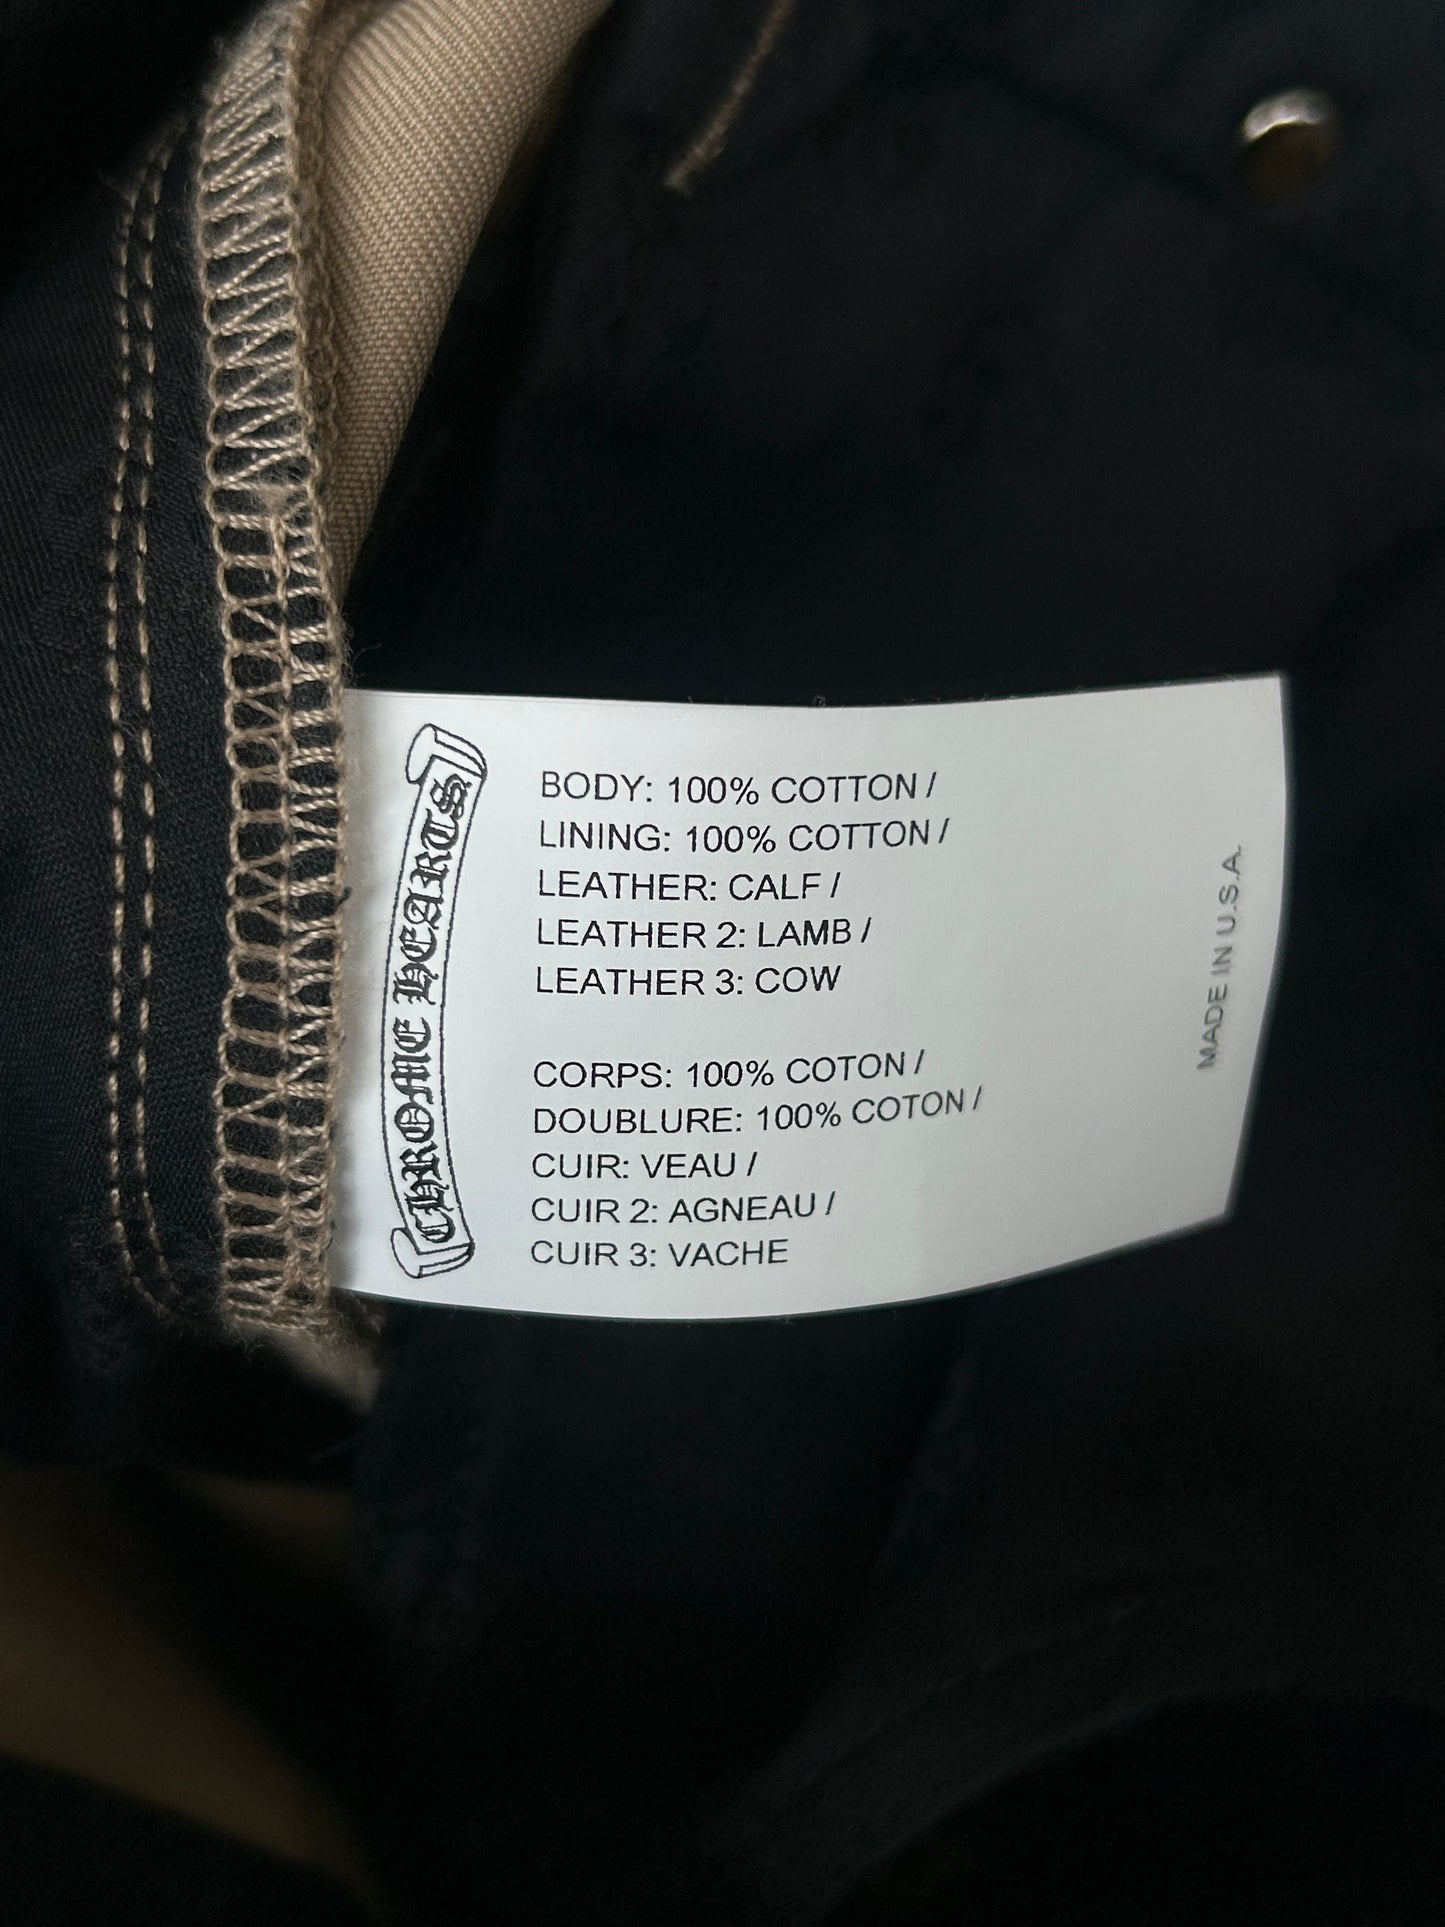 CHROME HEARTS
BODY: 100% COTTON /
LINING: 100% COTTON /
LEATHER: CALF /
LEATHER 2: LAMB /
LEATHER 3: COW
CORPS: 100% COTON /
DOUBLURE: 100% COTON /
CUIR: VEAU /
CUIR 2: AGNEAU /
CUIR 3: VACHE
MADE IN U.S.A.